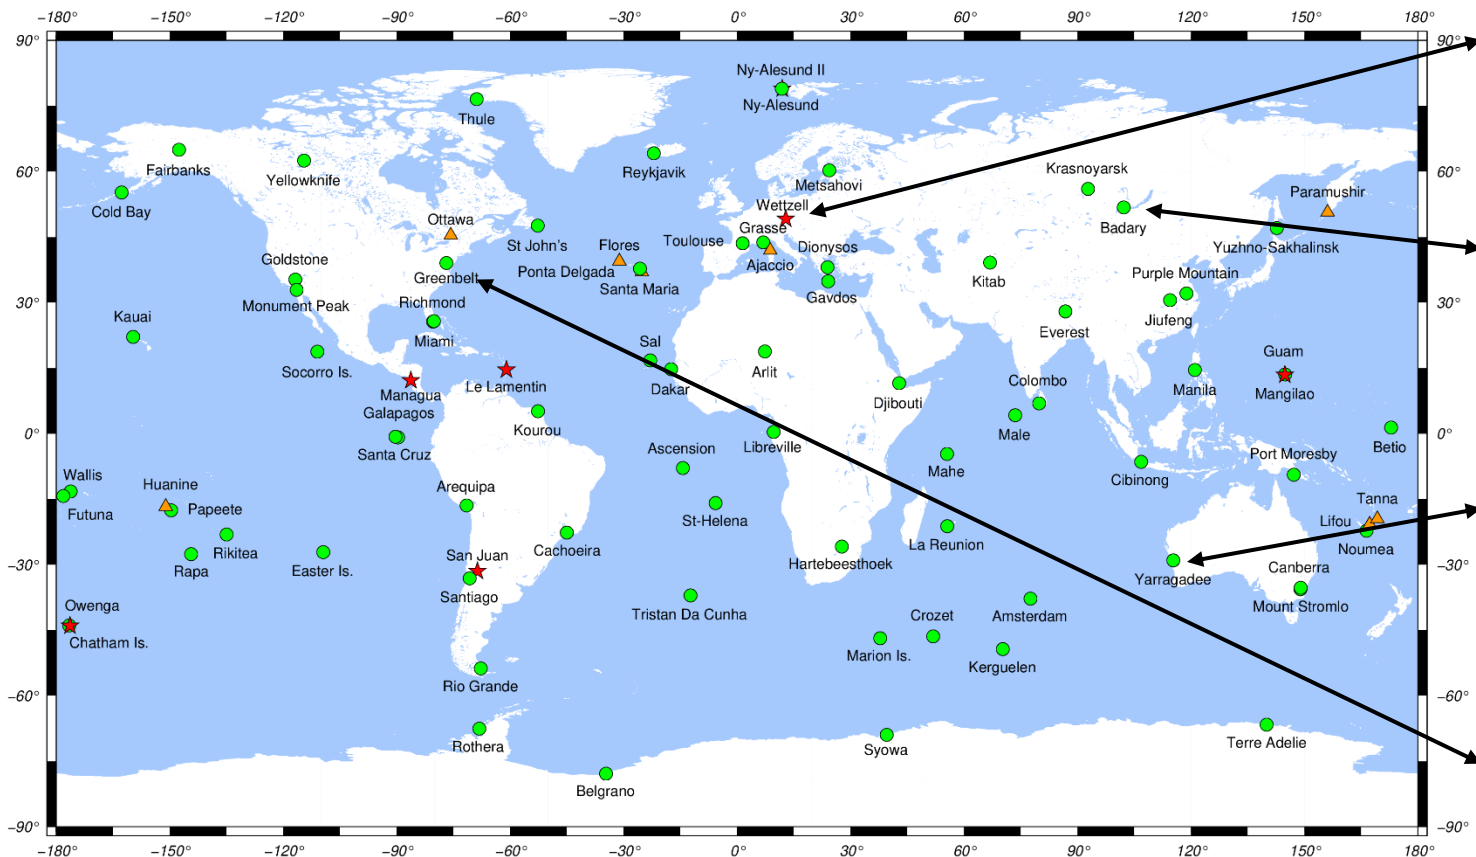 −180° −150° −120° −90° −60° −30° 0° 30° 60° 90° 120° 150° 180°
90° 90°
Ny-Alesund II
Ny-Alesund
Thule
Fairbanks
Yellowknife
Reykjavik
Metsahovi
Krasnoyarsk
60° 60°
Paramushir
Cold Bay
Wettzell
Badary
Ottawa
St John's
Grasse
Toulouse
Dionysos
Yuzhno-Sakhalinsk
Flores
Goldstone
Greenbelt
Ponta Delgada
Ajaccio
Kitab
Purple Mountain
Santa Maria
Gavdos
30° 30°
Monument Peak
Richmond
Kauai
Miami
Everest
Jiufeng
Sal
Guam
Socorro Is.
Le Lamentin
Dakar
Arlit
Colombo
Manila
Mangilao
Managua
Djibouti
Galapagos
Kourou
0° 0°
Libreville
Male
Betio
Santa Cruz
Ascension
Port Moresby
Wallis
Mahe
Cibinong
Huanine
Arequipa
Tanna
Futuna
Papeete
St-Helena
Lifou
Rikitea
Cachoeira
La Reunion
Noumea
Rapa
Easter Is.
San Juan
Hartebeesthoek
Canberra
−30° −30°
Yarragadee
Santiago
Mount Stromlo
Owenga
Tristan Da Cunha
Crozet
Amsterdam
Chatham Is.
Marion Is.
Kerguelen
Rio Grande
−60° −60°
Rothera
Syowa
Terre Adelie
Belgrano
−90° −90°
−180° −150° −120° −90° −60° −30° 0° 30° 60° 90° 120° 150° 180°